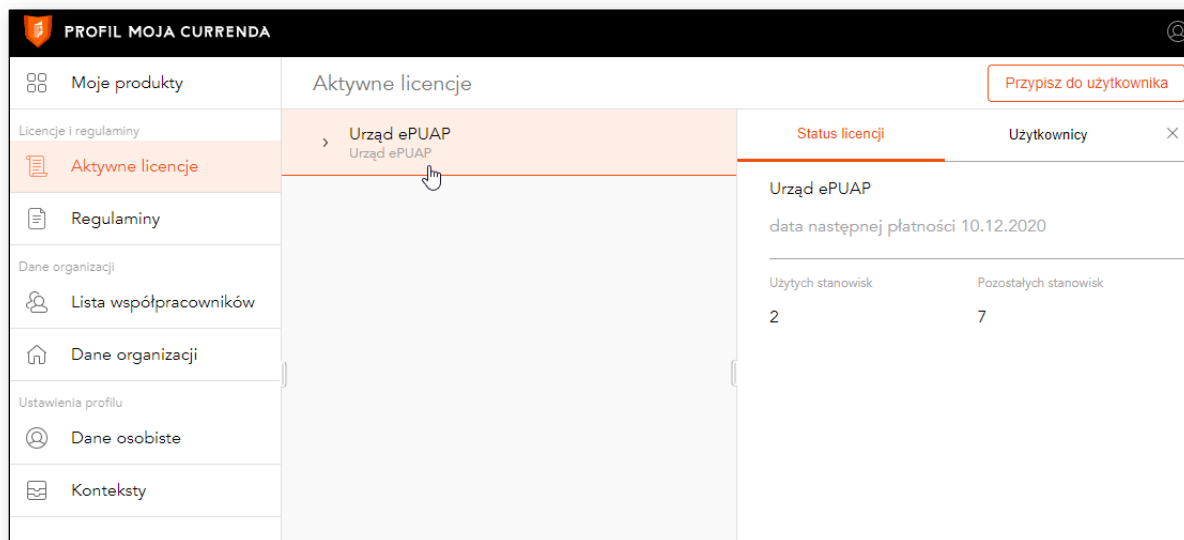 PROFIL MOJA CURRENDA
Moje produkty
Licencje i regulaminy
Aktywne licencje
Regulaminy
Dane organizacji
Lista współpracowników
Dane organizacji
Ustawienia profilu
Dane osobiste
Konteksty
Aktywne licencje
Przypisz do użytkownika
Urząd ePUAP
Urząd ePUAP
Status licencji
Użytkownicy
Urząd ePUAP
data następnej płatności 10.12.2020
Użytych stanowisk
Pozostałych stanowisk
2
7